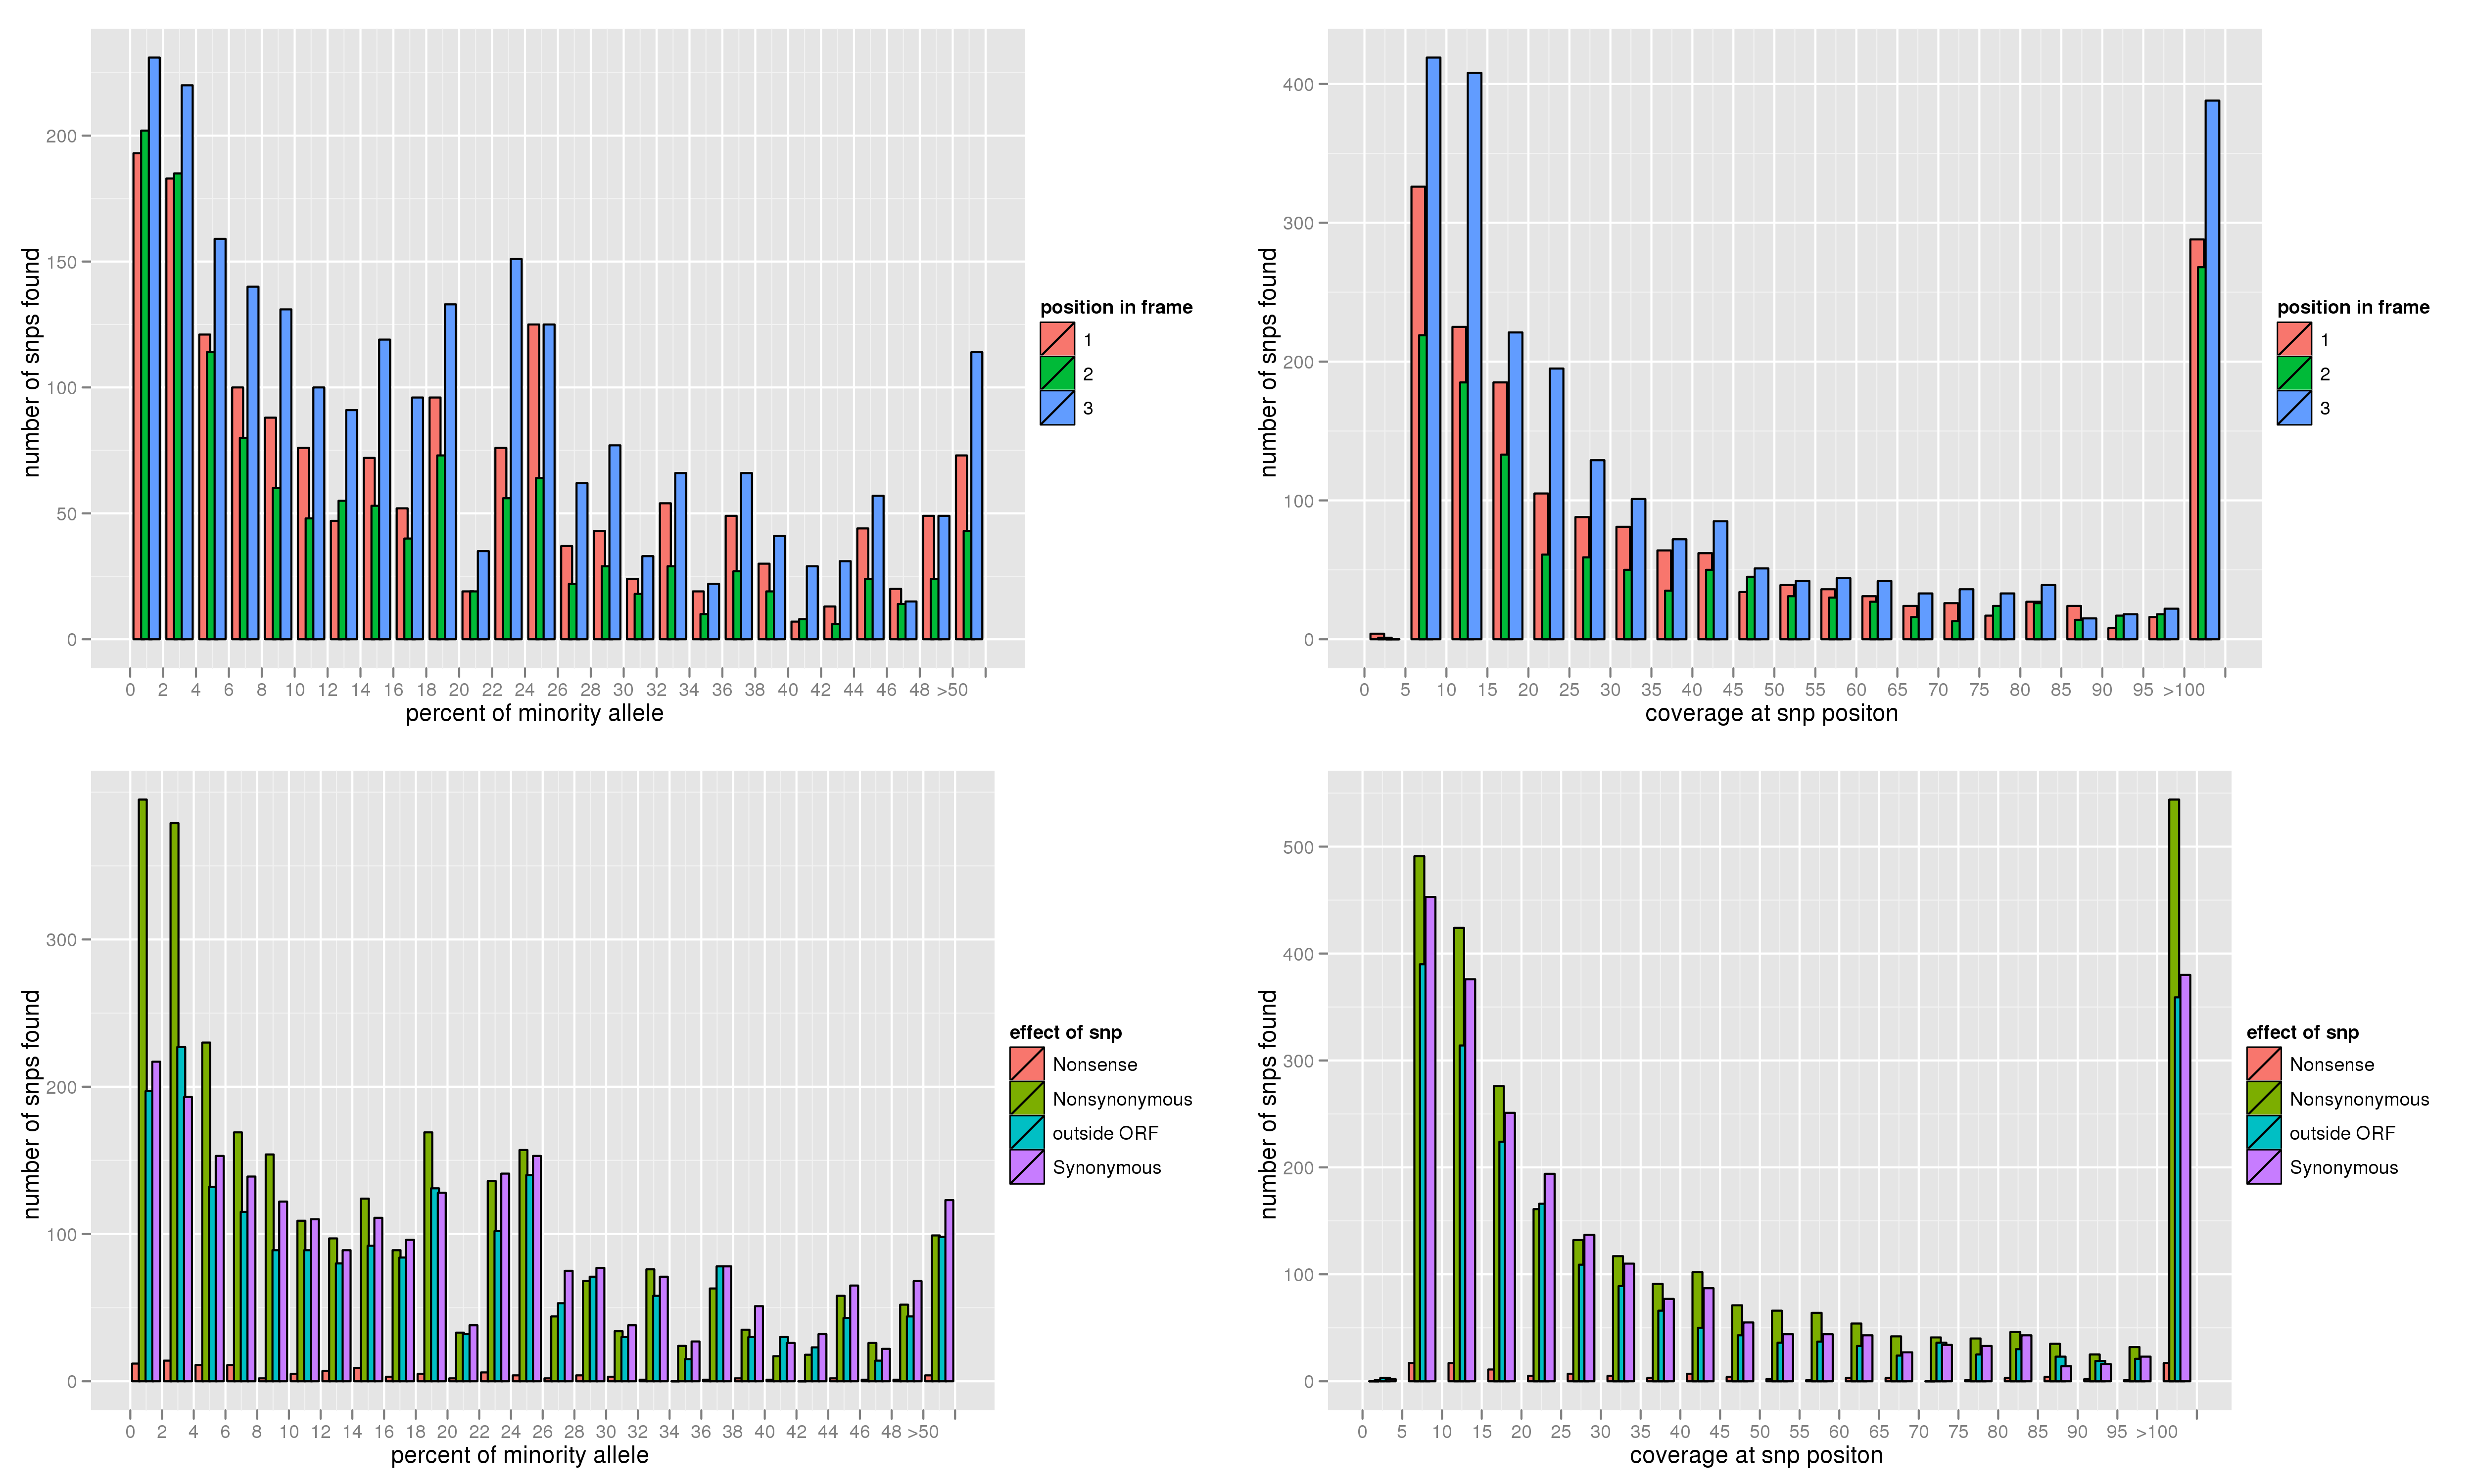 number of snps found
200
150
100
50
0
0 2 4 6 8 10 12 14 16 18 20 22 24 26 28 30 32 34 36 38 40 42 44 46 48 >50
percent of minority allele
position in frame
1
2
3
number of snps found
400
300
200
100
0
0 5 10 15 20 25 30 35 40 45 50 55 60 65 70 75 80 85 90 95 >100
coverage at snp positon
position in frame
1
2
3
number of snps found
300
200
100
0
0 2 4 6 8 10 12 14 16 18 20 22 24 26 28 30 32 34 36 38 40 42 44 46 48 >50
percent of minority allele
effect of snp
Nonsense
Nonsynonymous
outside ORF
Synonymous
number of snps found
500
400
300
200
100
0
0 5 10 15 20 25 30 35 40 45 50 55 60 65 70 75 80 85 90 95 >100
coverage at snp positon
effect of snp
Nonsense
Nonsynonymous
outside ORF
Synonymous